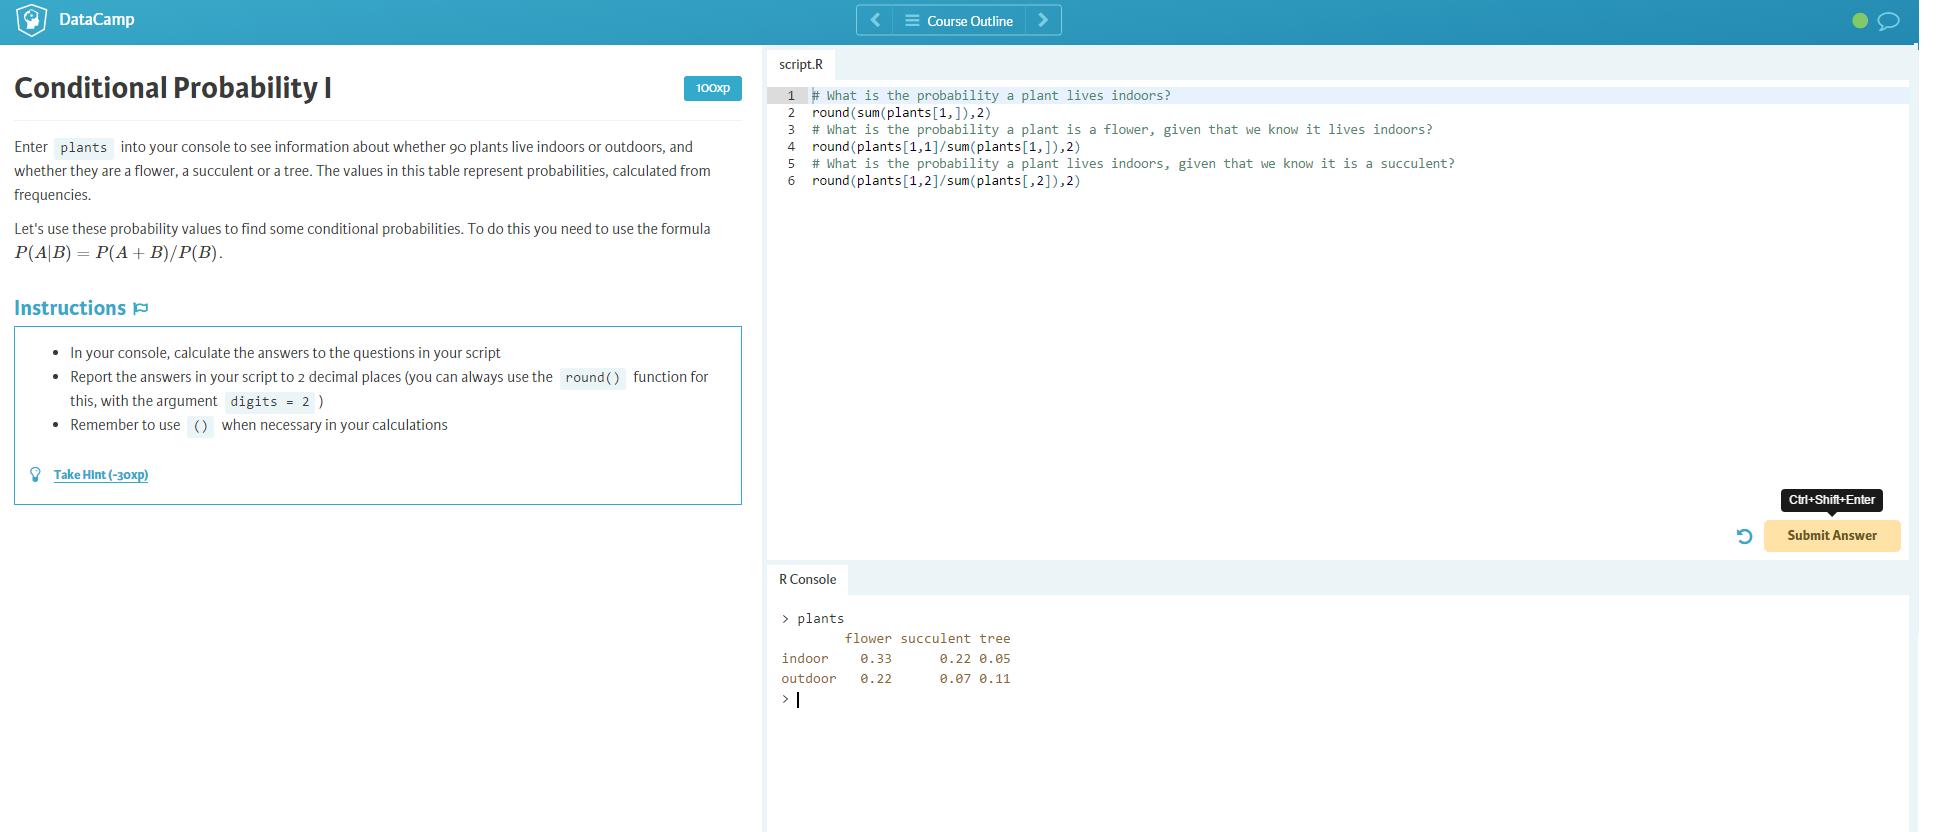 DataCamp
Course Outline
Conditional Probability I
100xp
Enter plants into your console to see information about whether 90 plants live indoors or outdoors, and
whether they are a flower, a succulent or a tree. The values in this table represent probabilities, calculated from
frequencies.
Let's use these probability values to find some conditional probabilities. To do this you need to use the formula
P(A|B) = P(A + B)/P(B).
Instructions
• In your console, calculate the answers to the questions in your script
• Report the answers in your script to 2 decimal places (you can always use the round() function for
this, with the argument digits = 2 )
• Remember to use () when necessary in your calculations
Take Hint (-30xp)
script.R
1 # What is the probability a plant lives indoors?
2 round(sum(plants[1,]),2)
3 # What is the probability a plant is a flower, given that we know it lives indoors?
4 round(plants[1,1]/sum(plants[1,]),2)
5 # What is the probability a plant lives indoors, given that we know it is a succulent?
6 round(plants[1,2]/sum(plants[,2]),2)
Ctrl+Shift+Enter
Submit Answer
R Console
> plants
flower succulent tree
indoor 0.33 0.22 0.05
outdoor 0.22 0.07 0.11
>